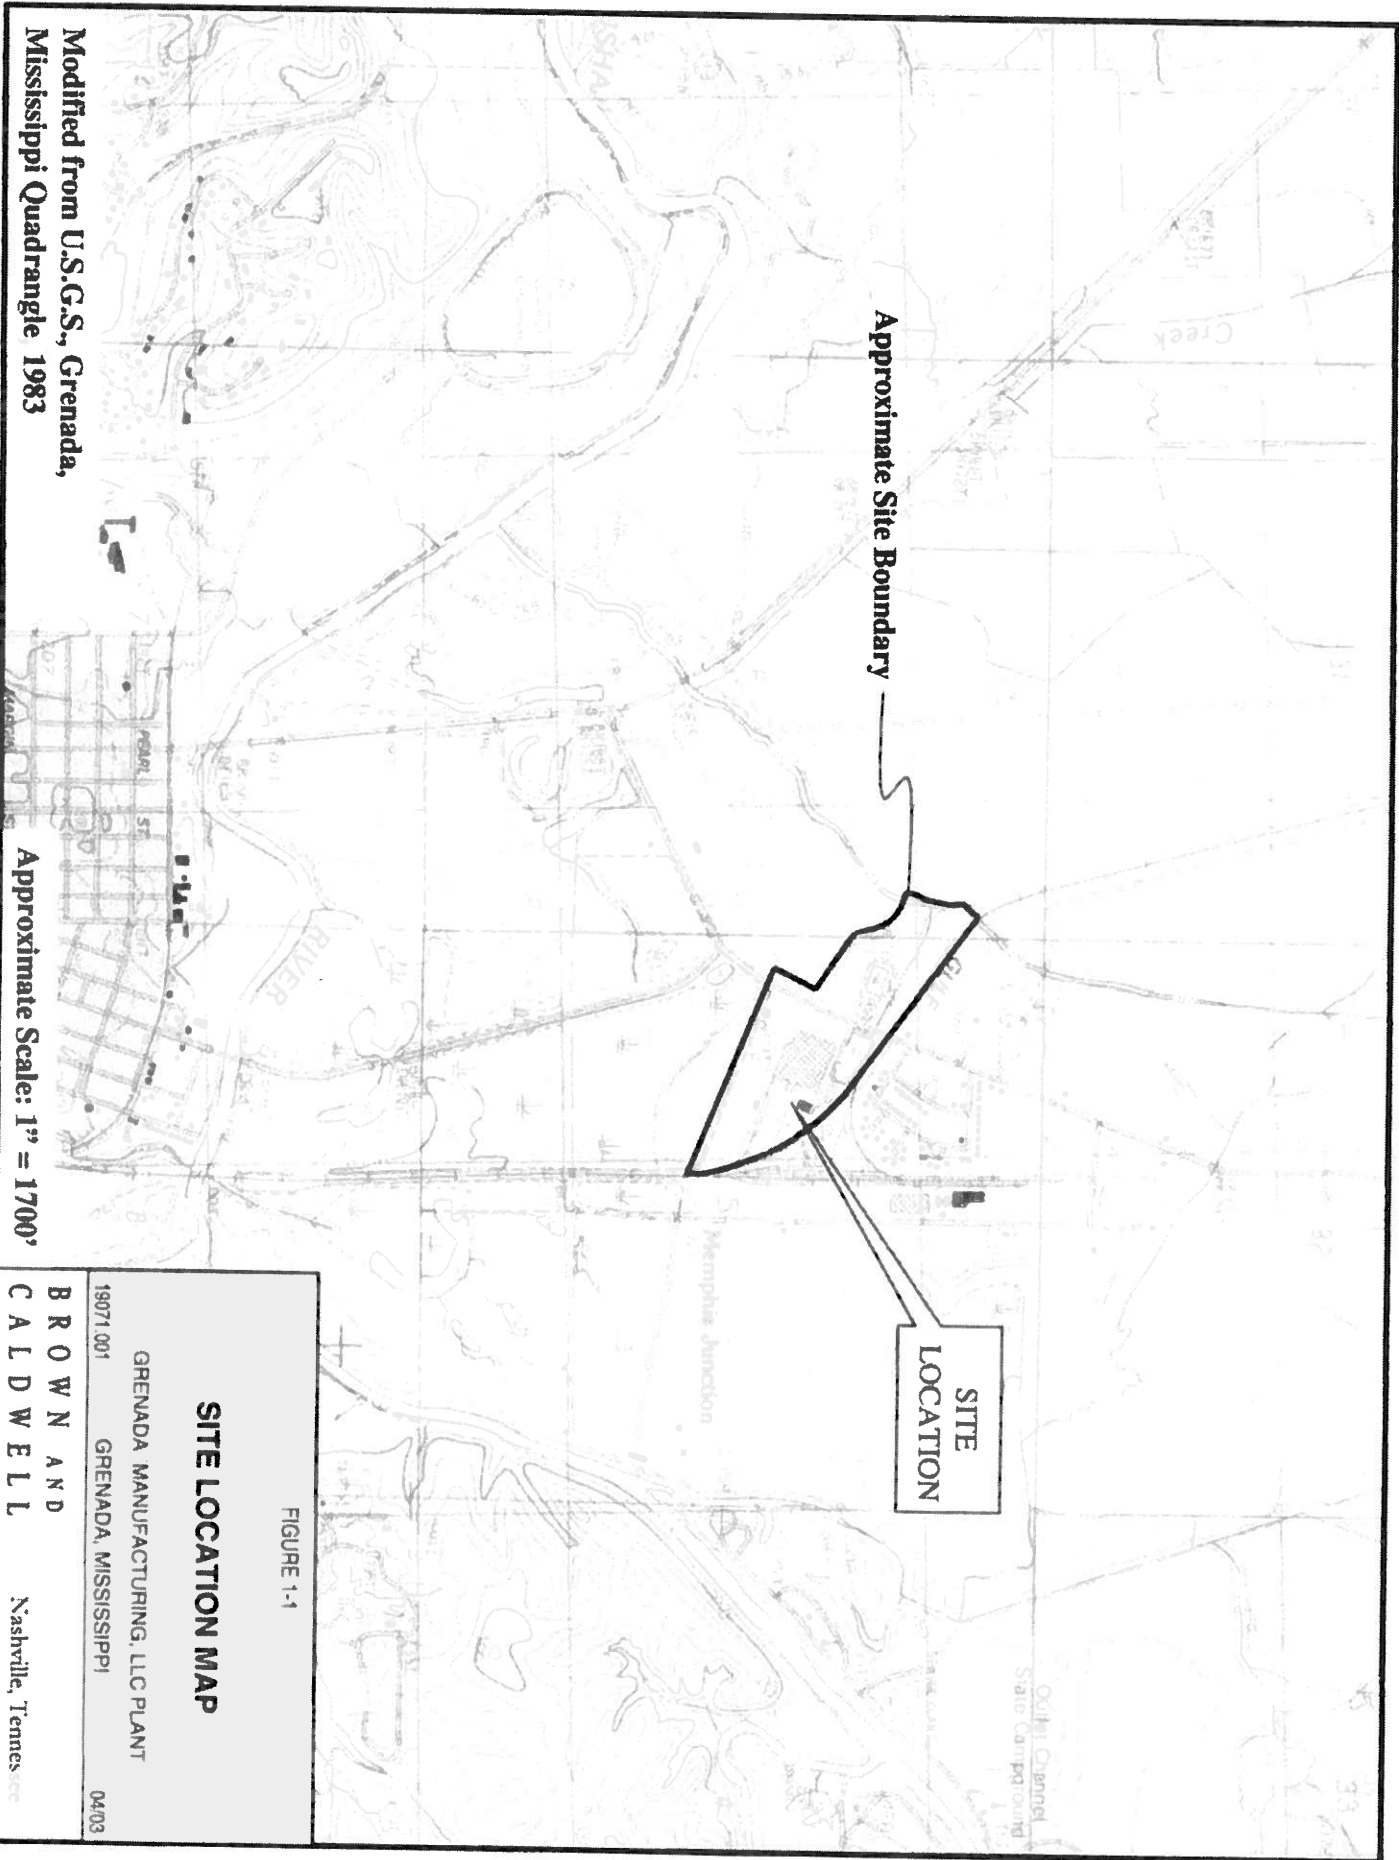 Approximate Site Boundary
SITE
LOCATION
Creek
Memphis Junction
Outlet Channel
State Campground
RIVER
PEARL ST
Modified from U.S.G.S., Grenada,
Mississippi Quadrangle 1983
Approximate Scale: 1" = 1700'
FIGURE 1-1
SITE LOCATION MAP
GRENADA MANUFACTURING, LLC PLANT
19071.001 GRENADA, MISSISSIPPI 04/03
BROWN AND
CALDWELL Nashville, Tennessee